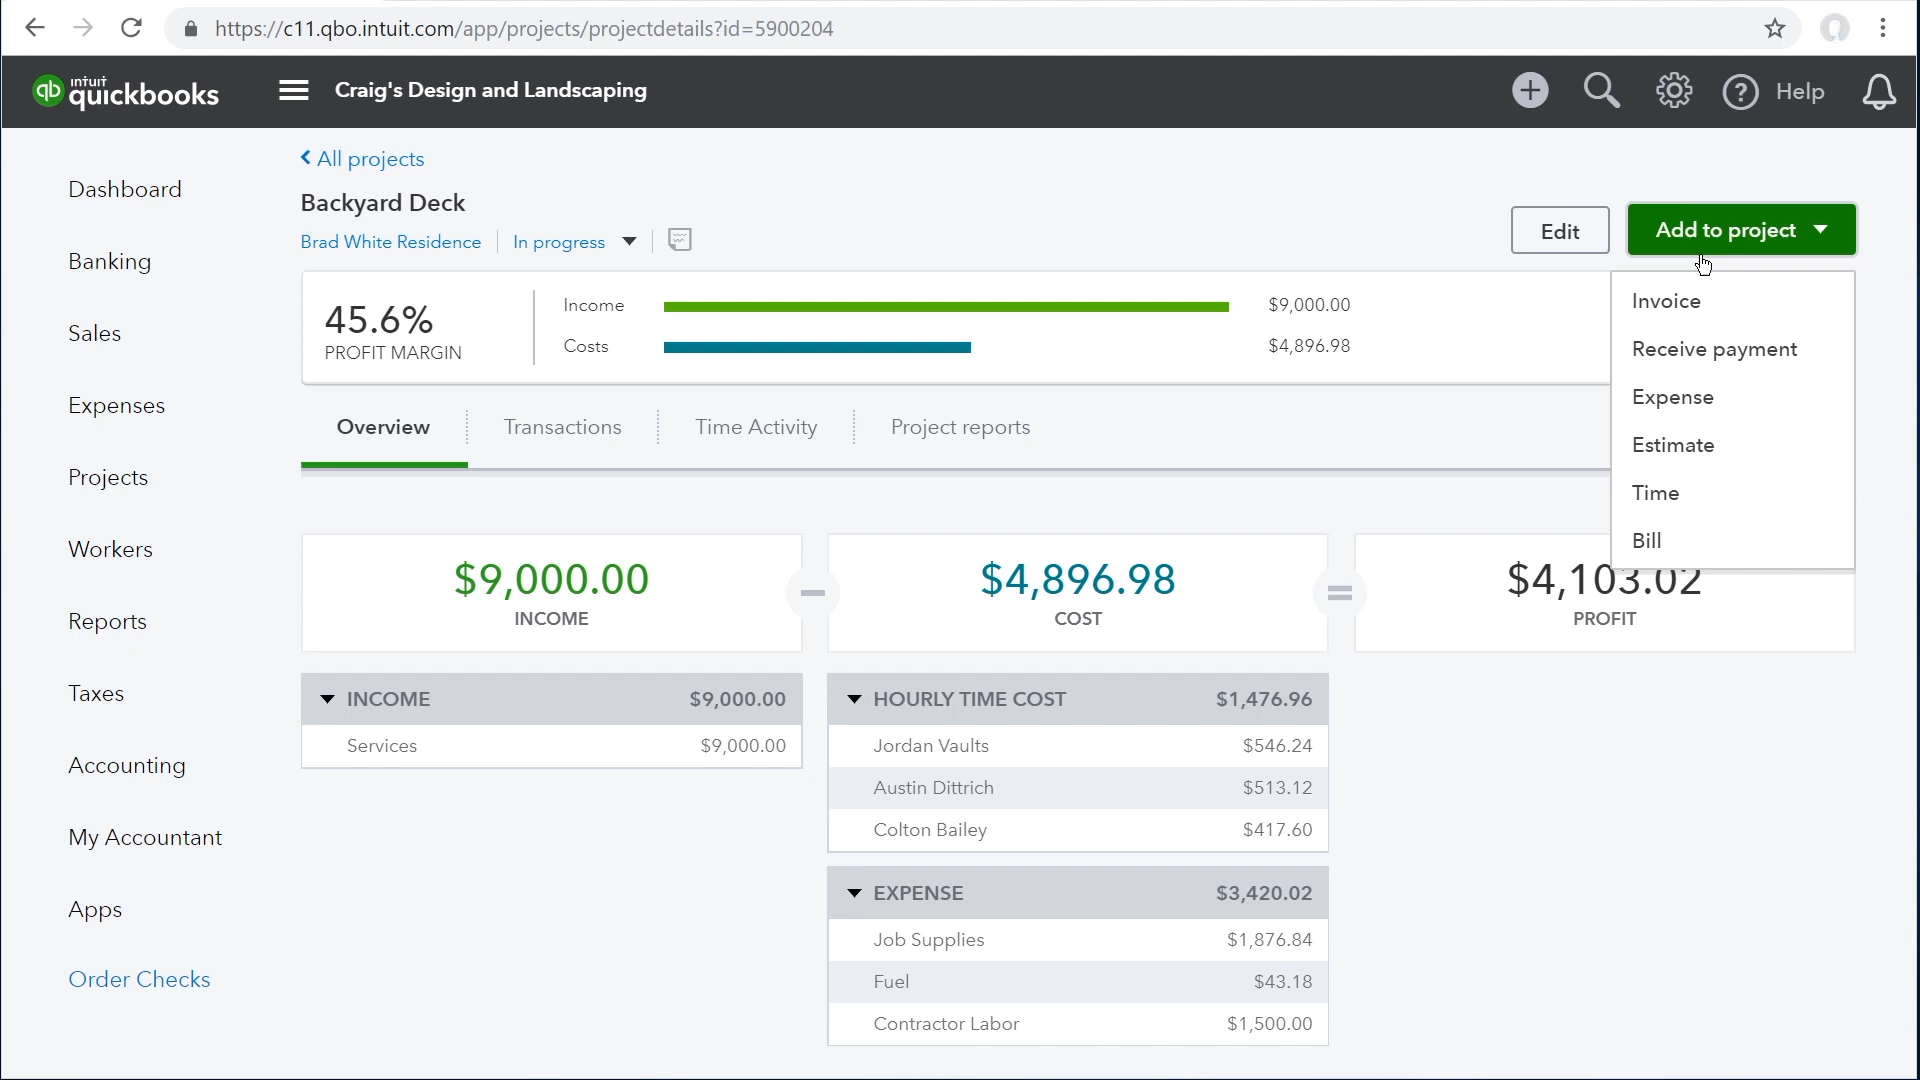 https://c11.qbo.intuit.com/app/projects/projectdetails?id=5900204
qb intuit quickbooks
Craig's Design and Landscaping
? Help
Dashboard
Banking
Sales
Expenses
Projects
Workers
Reports
Taxes
Accounting
My Accountant
Apps
Order Checks
All projects
Backyard Deck
Brad White Residence
In progress
Edit
Add to project
Invoice
Receive payment
Expense
Estimate
Time
Bill
45.6%
PROFIT MARGIN
Income $9,000.00
Costs $4,896.98
Overview
Transactions
Time Activity
Project reports
$9,000.00
INCOME
$4,896.98
COST
$4,103.02
PROFIT
INCOME $9,000.00
Services $9,000.00
HOURLY TIME COST $1,476.96
Jordan Vaults $546.24
Austin Dittrich $513.12
Colton Bailey $417.60
EXPENSE $3,420.02
Job Supplies $1,876.84
Fuel $43.18
Contractor Labor $1,500.00